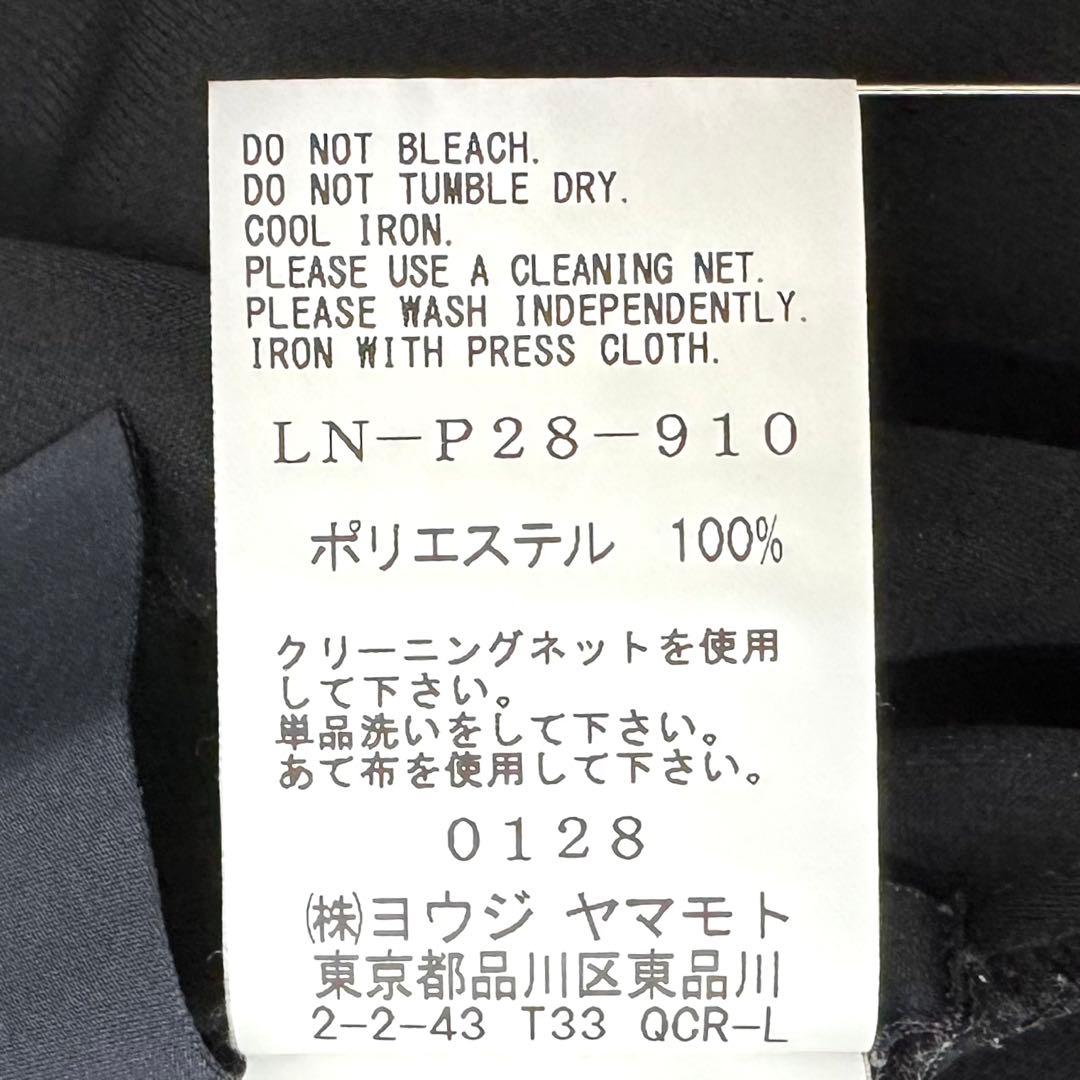 DO NOT BLEACH.
DO NOT TUMBLE DRY.
COOL IRON.
PLEASE USE A CLEANING NET.
PLEASE WASH INDEPENDENTLY.
IRON WITH PRESS CLOTH.
LN-P28-910
ポリエステル 100%
クリーニングネットを使用
して下さい。
単品洗いをして下さい。
あて布を使用して下さい。
0128
㈱ヨウジ ヤマモト
東京都品川区東品川
2-2-43 T33 QCR-L